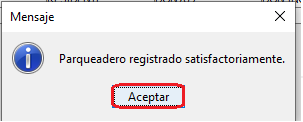 Mensaje
Parqueadero registrado satisfactoriamente.
Aceptar